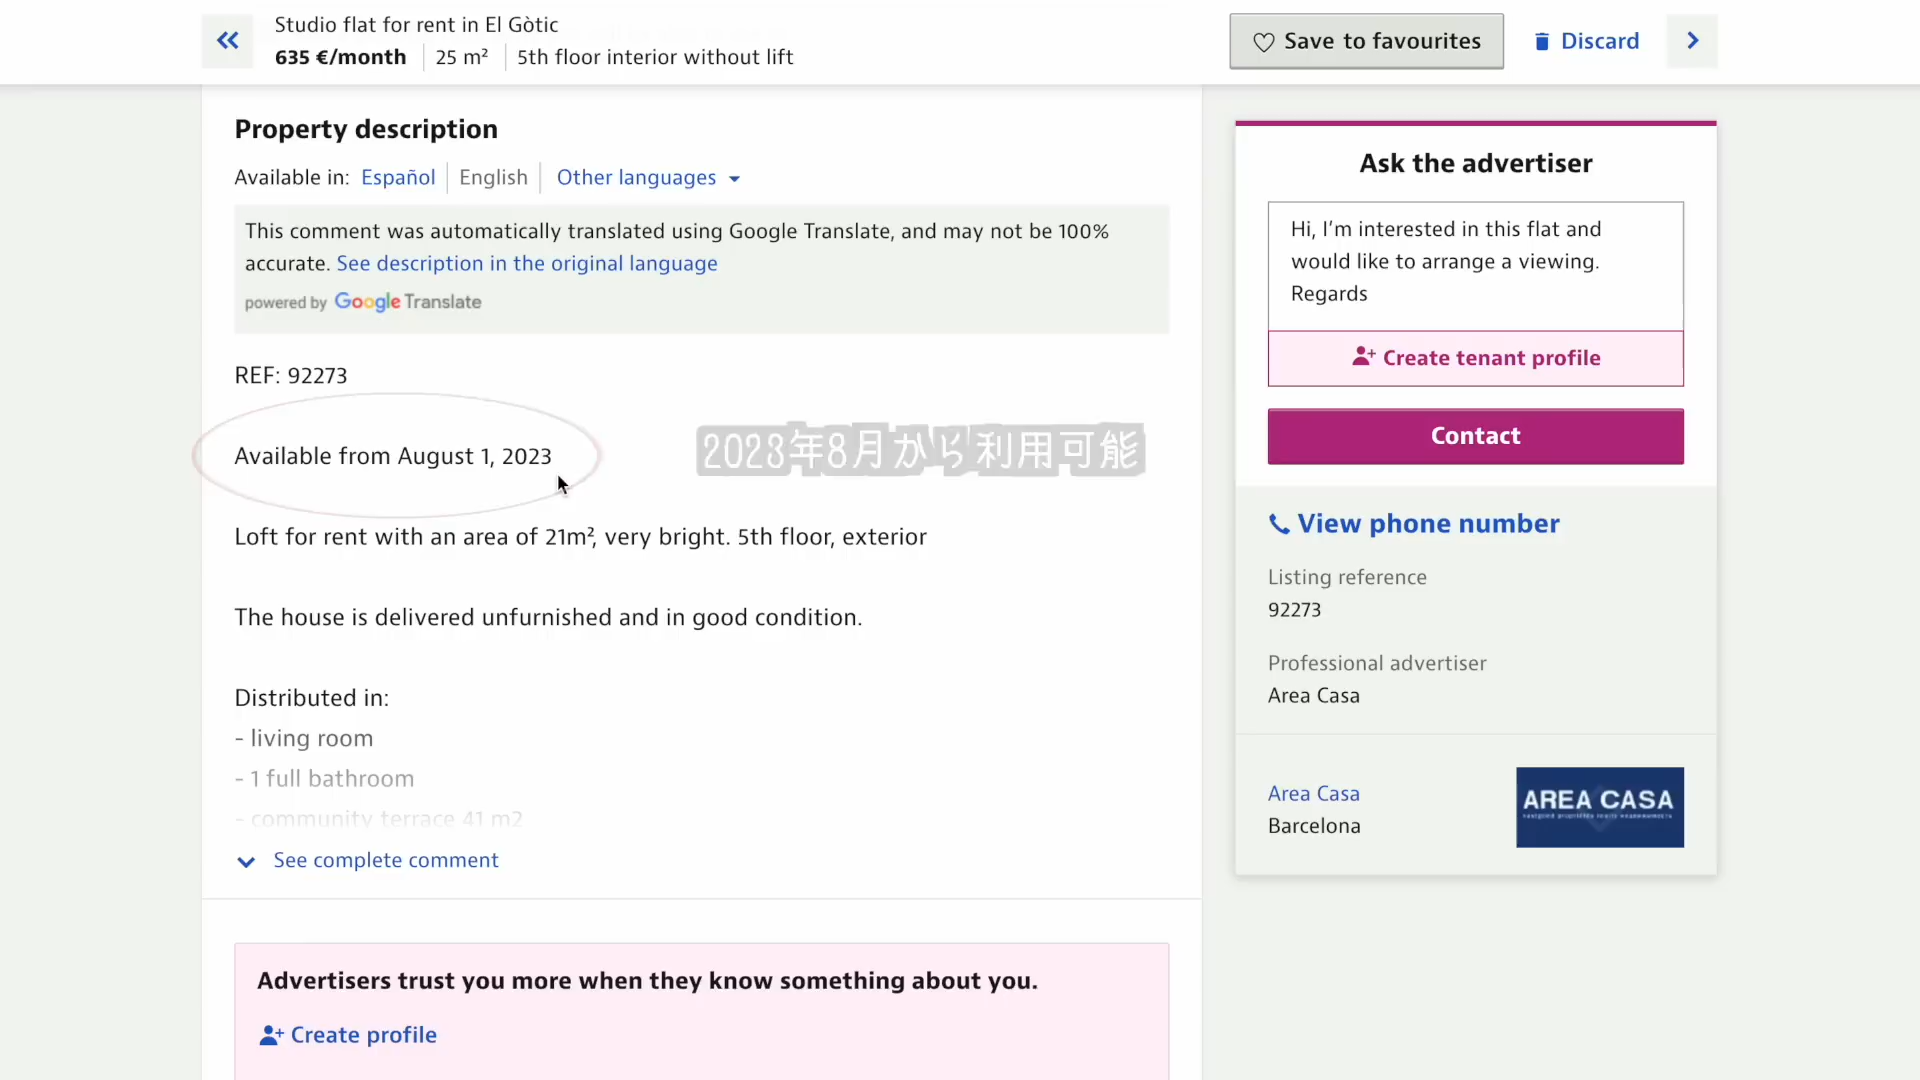 Studio flat for rent in El Gòtic
635 €/month 25 m² 5th floor interior without lift
Save to favourites
Discard
Property description
Available in: Español English Other languages
This comment was automatically translated using Google Translate, and may not be 100%
accurate. See description in the original language
powered by Google Translate
REF: 92273
Available from August 1, 2023
2023年8月から利用可能
Loft for rent with an area of 21m², very bright. 5th floor, exterior
The house is delivered unfurnished and in good condition.
Distributed in:
- living room
- 1 full bathroom
- community terrace 41 m2
See complete comment
Advertisers trust you more when they know something about you.
Create profile
Ask the advertiser
Hi, I'm interested in this flat and
would like to arrange a viewing.
Regards
Create tenant profile
Contact
View phone number
Listing reference
92273
Professional advertiser
Area Casa
Area Casa
Barcelona
AREA CASA